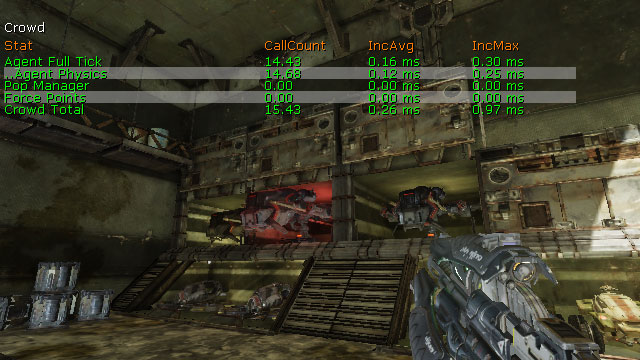 Crowd
Stat CallCount IncAvg IncMax
Agent Full Tick 14.43 0.16 ms 0.30 ms
...Agent Physics 14.68 0.12 ms 0.25 ms
Pop Manager 0.00 0.00 ms 0.00 ms
Force Points 0.00 0.00 ms 0.00 ms
Crowd Total 15.43 0.26 ms 0.97 ms